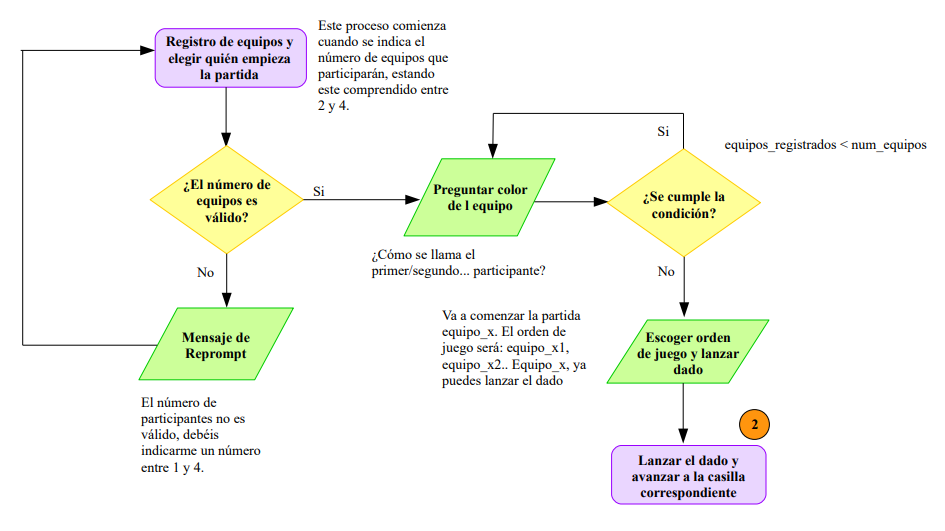 Registro de equipos y
elegir quién empieza
la partida
Este proceso comienza
cuando se indica el
número de equipos que
participarán, estando
este comprendido entre
2 y 4.
¿El número de
equipos es
válido?
Si
No
Mensaje de
Reprompt
El número de
participantes no es
válido, debéis
indicarme un número
entre 1 y 4.
Preguntar color
de l equipo
¿Cómo se llama el
primer/segundo... participante?
Si
equipos_registrados < num_equipos
¿Se cumple la
condición?
No
Va a comenzar la partida
equipo_x. El orden de
juego será: equipo_x1,
equipo_x2.. Equipo_x, ya
puedes lanzar el dado
Escoger orden
de juego y lanzar
dado
2
Lanzar el dado y
avanzar a la casilla
correspondiente